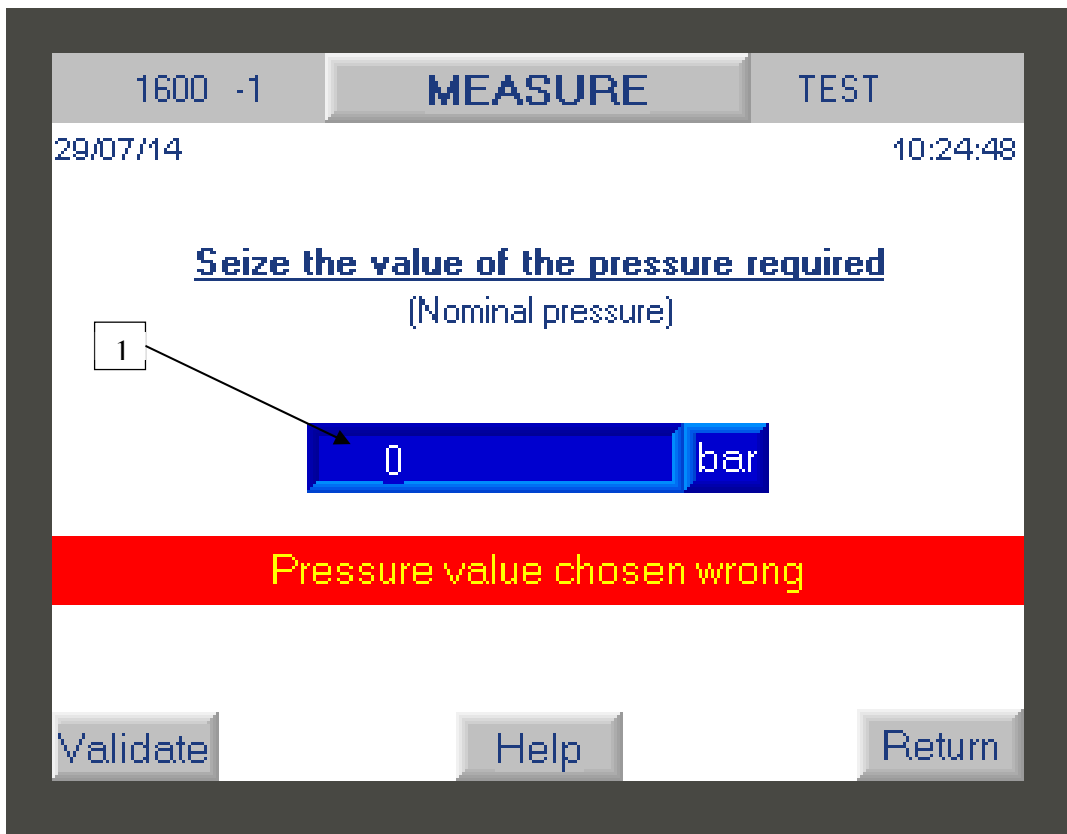 1600 -1 MEASURE TEST
29/07/14 10:24:48
Seize the value of the pressure required
(Nominal pressure)
1
0 bar
Pressure value chosen wrong
Validate Help Return